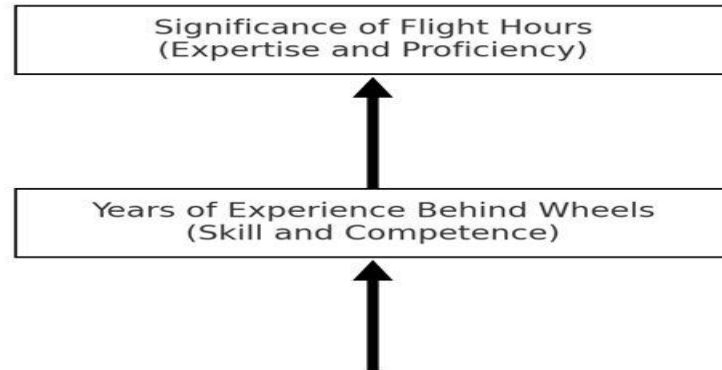 Significance of Flight Hours
(Expertise and Proficiency)
Years of Experience Behind Wheels
(Skill and Competence)